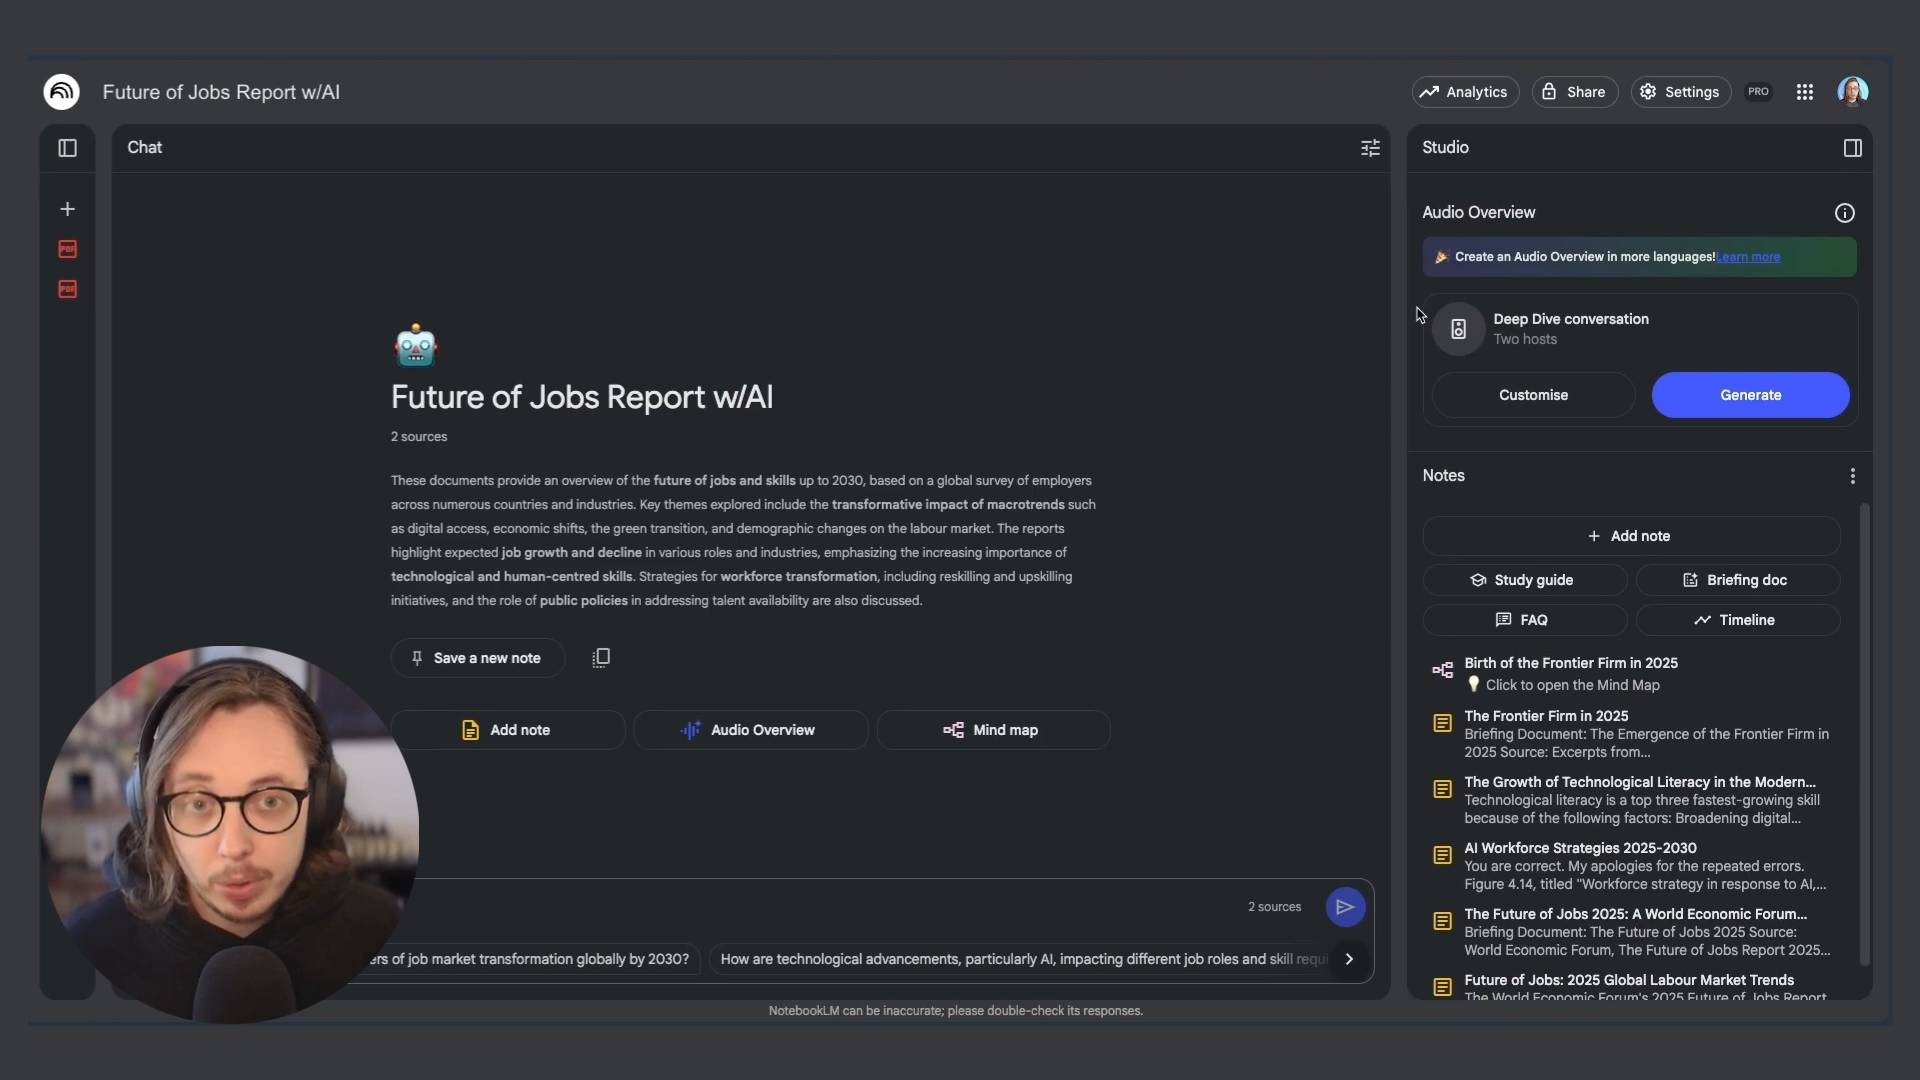 Future of Jobs Report w/AI
Analytics
Share
Settings
PRO
Chat
PDF
PDF
Future of Jobs Report w/AI
2 sources
These documents provide an overview of the future of jobs and skills up to 2030, based on a global survey of employers
across numerous countries and industries. Key themes explored include the transformative impact of macrotrends such
as digital access, economic shifts, the green transition, and demographic changes on the labour market. The reports
highlight expected job growth and decline in various roles and industries, emphasizing the increasing importance of
technological and human-centred skills. Strategies for workforce transformation, including reskilling and upskilling
initiatives, and the role of public policies in addressing talent availability are also discussed.
Save a new note
Add note
Audio Overview
Mind map
2 sources
of job market transformation globally by 2030?
How are technological advancements, particularly AI, impacting different job roles and skill
NotebookLM can be inaccurate; please double-check its responses.
Studio
Audio Overview
Create an Audio Overview in more languages!Learn more
Deep Dive conversation
Two hosts
Customise
Generate
Notes
Add note
Study guide
Briefing doc
FAQ
Timeline
Birth of the Frontier Firm in 2025
Click to open the Mind Map
The Frontier Firm in 2025
Briefing Document: The Emergence of the Frontier Firm in
2025 Source: Excerpts from...
The Growth of Technological Literacy in the Modern...
Technological literacy is a top three fastest-growing skill
because of the following factors: Broadening digital...
AI Workforce Strategies 2025-2030
You are correct. My apologies for the repeated errors.
Figure 4.14, titled "Workforce strategy in response to AI,...
The Future of Jobs 2025: A World Economic Forum...
Briefing Document: The Future of Jobs 2025 Source:
World Economic Forum, The Future of Jobs Report 2025...
Future of Jobs: 2025 Global Labour Market Trends
The World Economic Forum's 2025 Future of Jobs Report